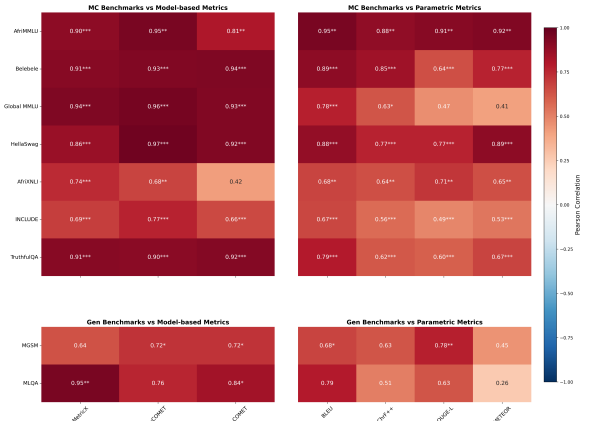 MC Benchmarks vs Model-based Metrics
MC Benchmarks vs Parametric Metrics
AfriMMLU 0.90*** 0.95** 0.81** 0.95** 0.88** 0.91** 0.92**
Belebele 0.91*** 0.93*** 0.94*** 0.89*** 0.85*** 0.64*** 0.77***
Global MMLU 0.94*** 0.96*** 0.93*** 0.78*** 0.63* 0.47 0.41
HellaSwag 0.86*** 0.97*** 0.92*** 0.88*** 0.77*** 0.77*** 0.89***
AfriXNLI 0.74*** 0.68** 0.42 0.68** 0.64** 0.71** 0.65**
INCLUDE 0.69*** 0.77*** 0.66*** 0.67*** 0.56*** 0.49*** 0.53***
TruthfulQA 0.91*** 0.90*** 0.92*** 0.79*** 0.62*** 0.60*** 0.67***
Gen Benchmarks vs Model-based Metrics
Gen Benchmarks vs Parametric Metrics
MGSM 0.64 0.72* 0.72* 0.68* 0.63 0.78** 0.45
MLQA 0.95** 0.76 0.84* 0.79 0.51 0.63 0.26
MetricX COMET COMET BLEU ChrF++ OUGE-L METEOR
1.00
0.75
0.50
0.25
0.00
−0.25
−0.50
−0.75
−1.00
Pearson Correlation